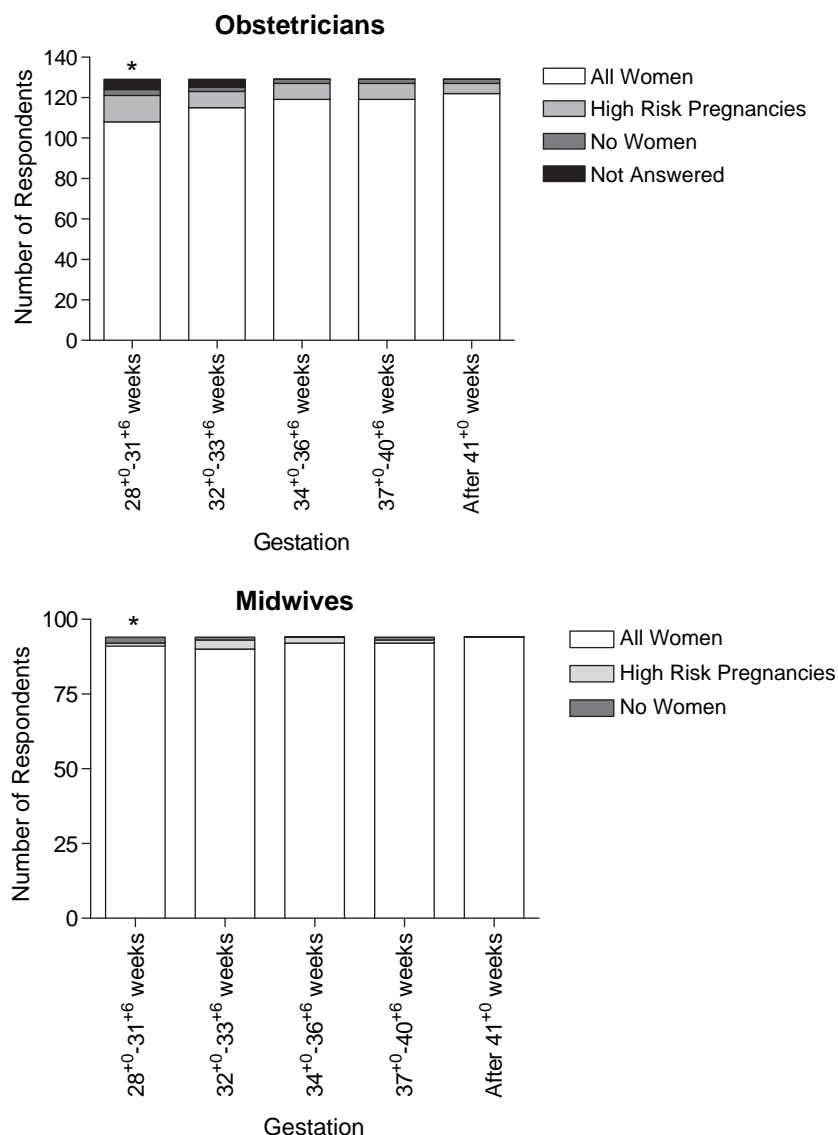 Obstetricians
*
140
120
100
80
60
40
20
0
Number of Respondents
All Women
High Risk Pregnancies
No Women
Not Answered
28+0-31+6 weeks
32+0-33+6 weeks
34+0-36+6 weeks
37+0-40+6 weeks
After 41+0 weeks
Gestation
Midwives
*
100
75
50
25
0
Number of Respondents
All Women
High Risk Pregnancies
No Women
28+0-31+6 weeks
32+0-33+6 weeks
34+0-36+6 weeks
37+0-40+6 weeks
After 41+0 weeks
Gestation